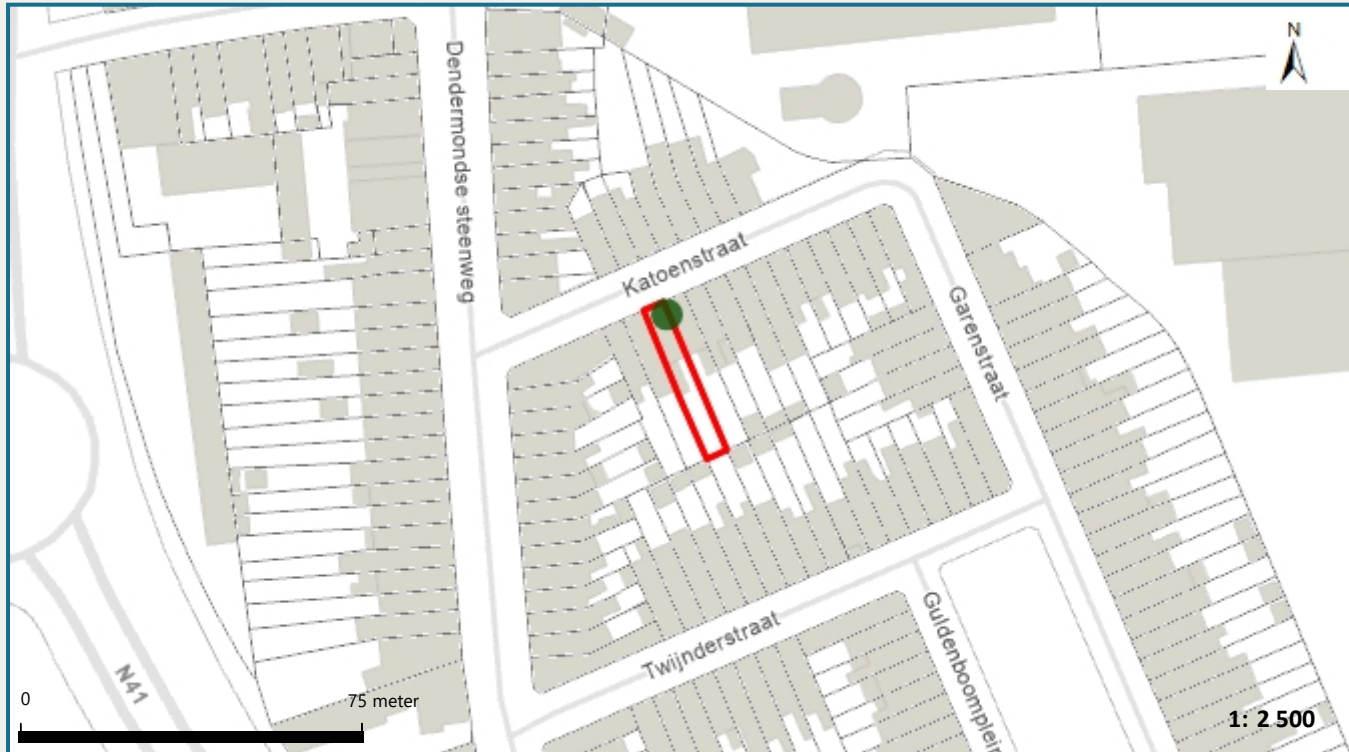 N
Dendermondse steenweg
Katoenstraat
Garenstraat
Twijnderstraat
Guldenboomplein
N41
0
75 meter
1: 2 500